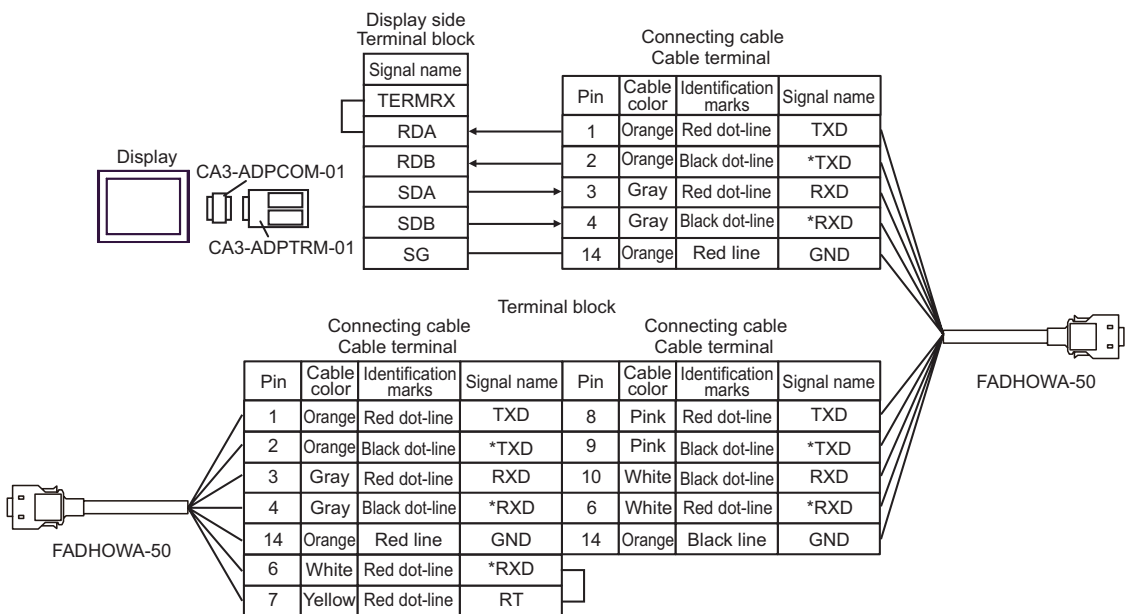 Display side
Terminal block
Signal name
TERMRX
RDA
RDB
SDA
SDB
SG
Connecting cable
Cable terminal
Pin Cable color Identification marks Signal name
1 Orange Red dot-line TXD
2 Orange Black dot-line *TXD
3 Gray Red dot-line RXD
4 Gray Black dot-line *RXD
14 Orange Red line GND
Display
CA3-ADPCOM-01
CA3-ADPTRM-01
FADHOWA-50
Terminal block
Connecting cable
Cable terminal
Pin Cable color Identification marks Signal name
1 Orange Red dot-line TXD
2 Orange Black dot-line *TXD
3 Gray Red dot-line RXD
4 Gray Black dot-line *RXD
14 Orange Red line GND
6 White Red dot-line *RXD
7 Yellow Red dot-line RT
Connecting cable
Cable terminal
Pin Cable color Identification marks Signal name
8 Pink Red dot-line TXD
9 Pink Black dot-line *TXD
10 White Black dot-line RXD
6 White Red dot-line *RXD
14 Orange Black line GND
FADHOWA-50